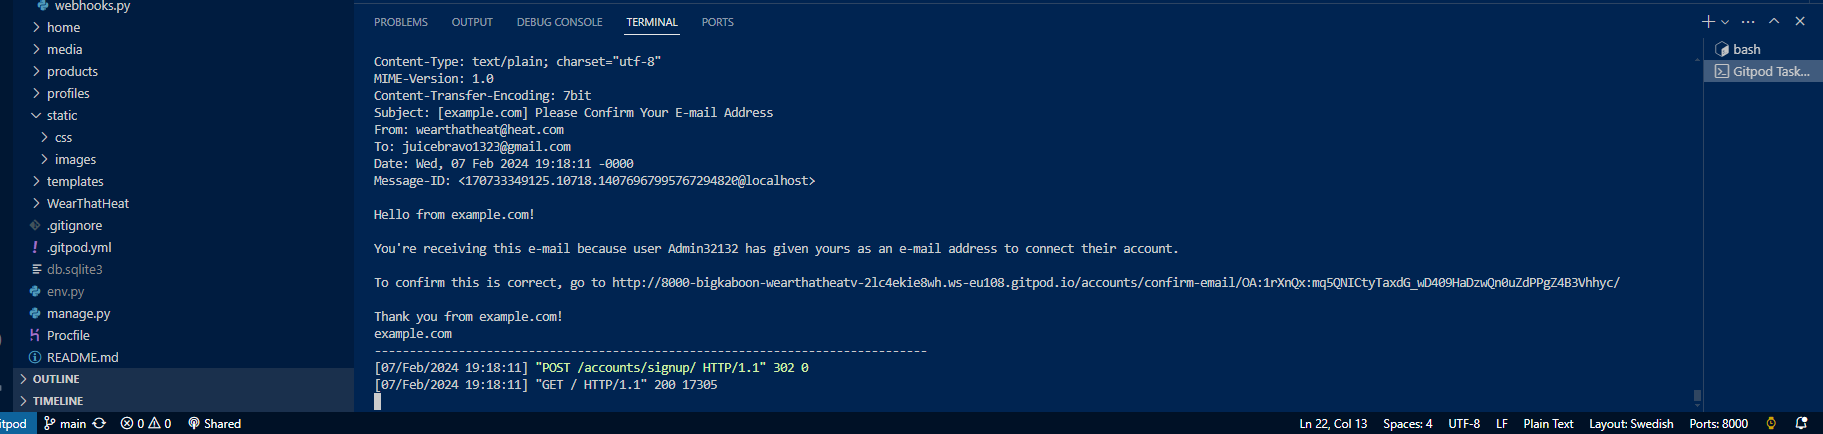 webhooks.py
home
media
products
profiles
static
css
images
templates
WearThatHeat
.gitignore
.gitpod.yml
db.sqlite3
env.py
manage.py
Procfile
README.md
OUTLINE
TIMELINE
PROBLEMS OUTPUT DEBUG CONSOLE TERMINAL PORTS
Content-Type: text/plain; charset="utf-8"
MIME-Version: 1.0
Content-Transfer-Encoding: 7bit
Subject: [example.com] Please Confirm Your E-mail Address
From: wearthatheat@heat.com
To: juicebravo1323@gmail.com
Date: Wed, 07 Feb 2024 19:18:11 -0000
Message-ID: <170733349125.10718.14076967995767294820@localhost>
Hello from example.com!
You're receiving this e-mail because user Admin32132 has given yours as an e-mail address to connect their account.
To confirm this is correct, go to http://8000-bigkaboon-wearthatheatv-2lc4ekie8wh.ws-eu108.gitpod.io/accounts/confirm-email/OA:1rXnQx:mq5QNICtyTaxdG_wD409HaDzwQn0uZdPPgZ4B3Vhhyc/
Thank you from example.com!
example.com
-------------------------------------------------------------------------------
[07/Feb/2024 19:18:11] "POST /accounts/signup/ HTTP/1.1" 302 0
[07/Feb/2024 19:18:11] "GET / HTTP/1.1" 200 17305
bash
Gitpod Task...
itpod main 0 0 Shared Ln 22, Col 13 Spaces: 4 UTF-8 LF Plain Text Layout: Swedish Ports: 8000